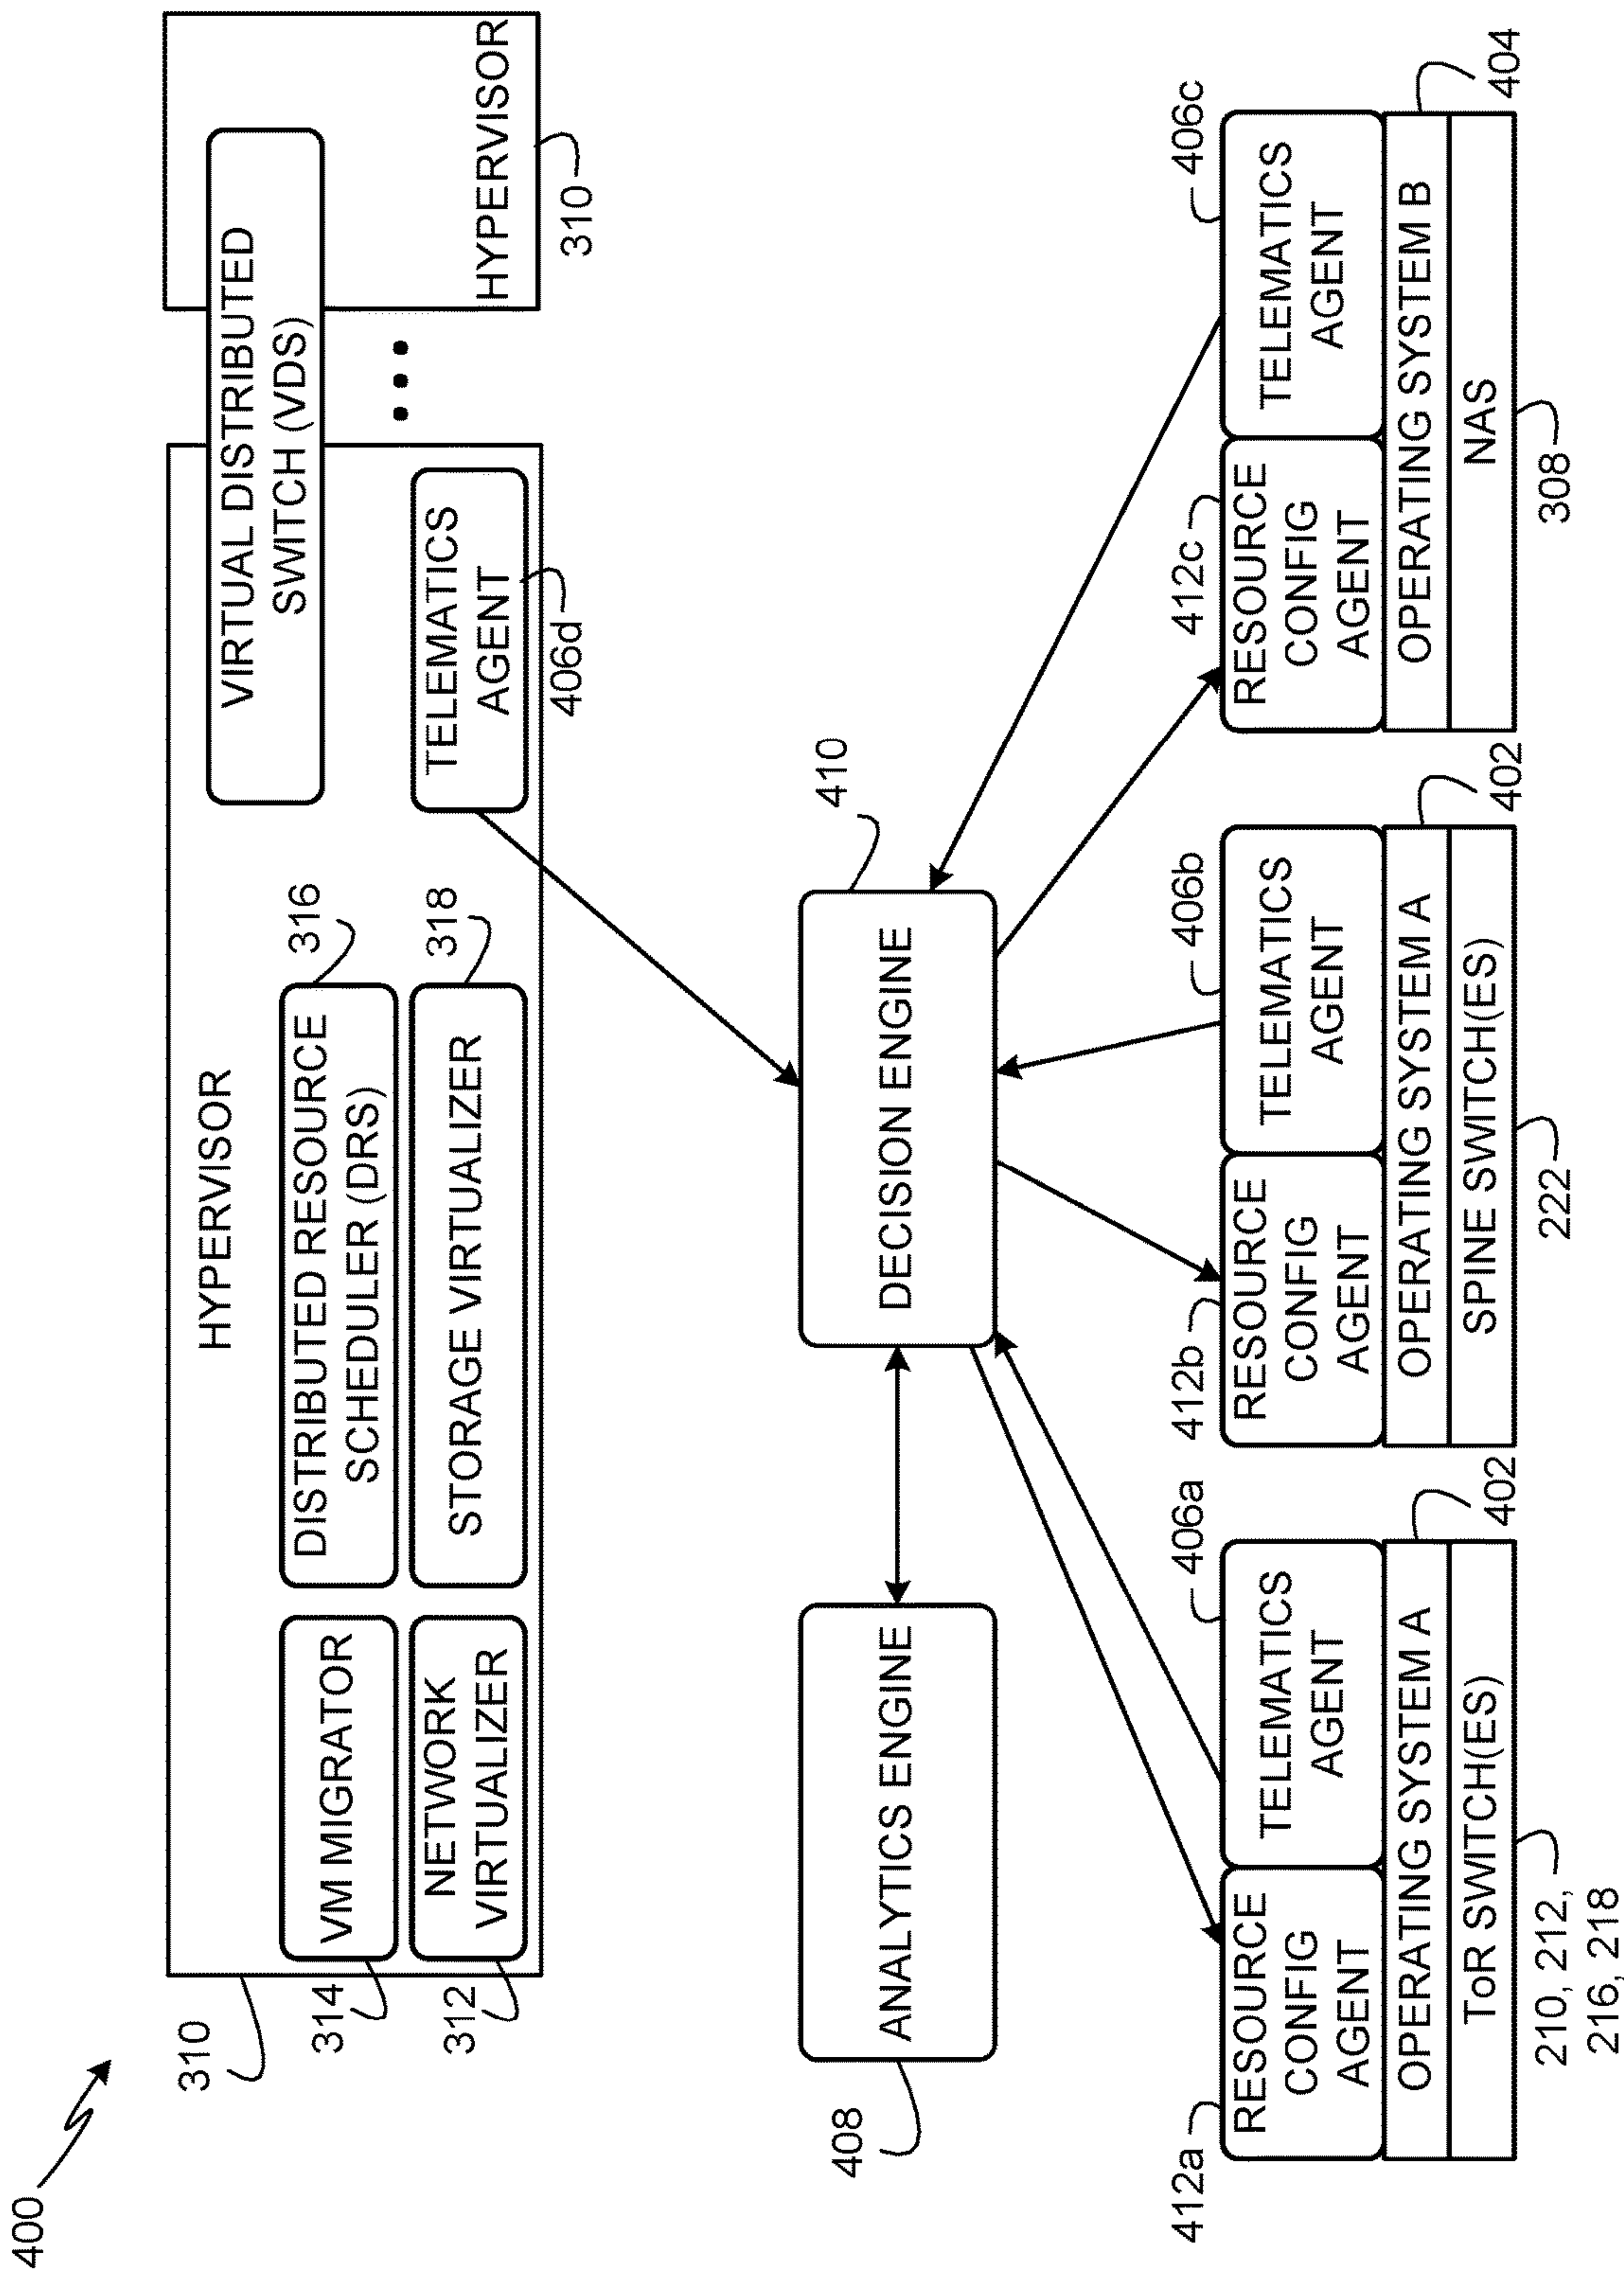 400
310
HYPERVISOR
VIRTUAL DISTRIBUTED
SWITCH (VDS)
HYPERVISOR
310
314
VM MIGRATOR
316
DISTRIBUTED RESOURCE
SCHEDULER (DRS)
312
NETWORK
VIRTUALIZER
318
STORAGE VIRTUALIZER
TELEMATICS
AGENT
406d
408
ANALYTICS ENGINE
DECISION ENGINE
410
412a
RESOURCE
CONFIG
AGENT
406a
TELEMATICS
AGENT
OPERATING SYSTEM A
402
ToR SWITCH(ES)
210, 212,
216, 218
412b
RESOURCE
CONFIG
AGENT
406b
TELEMATICS
AGENT
OPERATING SYSTEM A
402
SPINE SWITCH(ES)
222
412c
RESOURCE
CONFIG
AGENT
406c
TELEMATICS
AGENT
OPERATING SYSTEM B
404
NAS
308